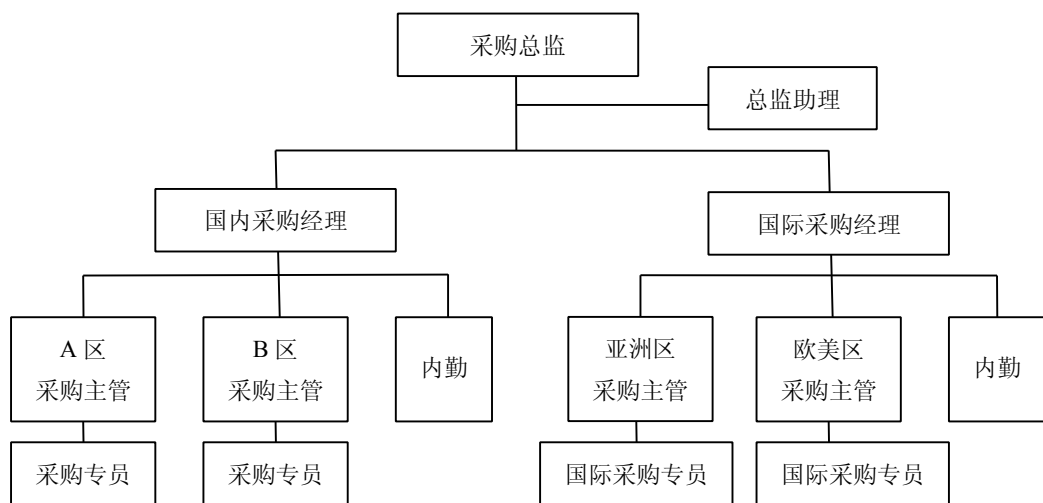 采购总监
总监助理
国内采购经理
国际采购经理
A 区
采购主管
B 区
采购主管
内勤
亚洲区
采购主管
欧美区
采购主管
内勤
采购专员
采购专员
国际采购专员
国际采购专员